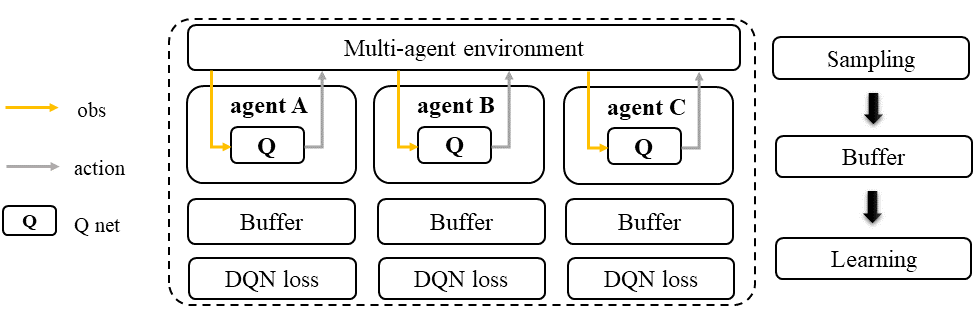 obs
action
Q
Q net
Multi-agent environment
agent A
agent B
agent C
Q
Q
Q
Buffer
Buffer
Buffer
DQN loss
DQN loss
DQN loss
Sampling
Buffer
Learning